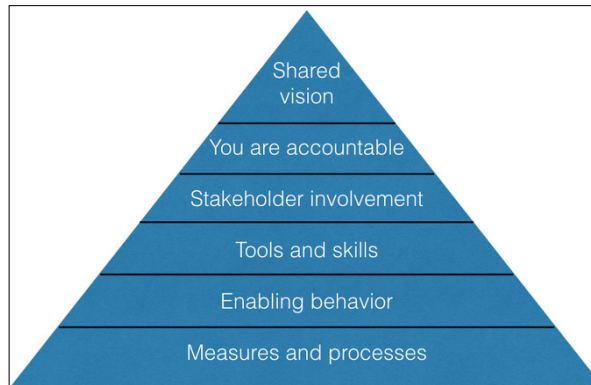 Shared
vision
You are accountable
Stakeholder involvement
Tools and skills
Enabling behavior
Measures and processes